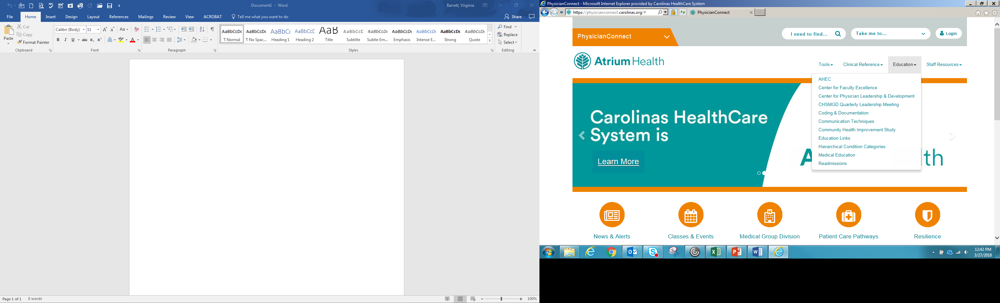 Document1 - Word
Barrett, Virginia
File Home Insert Design Layout References Mailings Review View ACROBAT Tell me what you want to do
Share
Paste
Cut
Copy
Format Painter
Clipboard
Calibri (Body) 11
Font
Paragraph
AaBbCcDc AaBbCcDc AaBbCc AaBbCcD AaB AaBbCcD AaBbCcDc AaBbCcDc AaBbCcDc AaBbCcDc AaBbCcDc
¶ Normal ¶ No Spac... Heading 1 Heading 2 Title Subtitle Subtle Em... Emphasis Intense E... Strong Quote
Styles
Find
Replace
Select
Editing
Page 1 of 1 0 words
100%
PhysicianConnect - Microsoft Internet Explorer provided by Carolinas HealthCare System
https://physicianconnect.carolinas.org/#
PhysicianConnect
PhysicianConnect
I need to find...
Take me to...
Login
Atrium Health
Tools Clinical Reference Education Staff Resources
AHEC
Center for Faculty Excellence
Center for Physician Leadership & Development
CHSMGD Quarterly Leadership Meeting
Coding & Documentation
Communication Techniques
Community Health Improvement Study
Education Links
Hierarchical Condition Categories
Medical Education
Readmissions
Carolinas HealthCare
System is
Learn More
A lth
News & Alerts
Classes & Events
Medical Group Division
Patient Care Pathways
Resilience
12:42 PM
3/27/2018